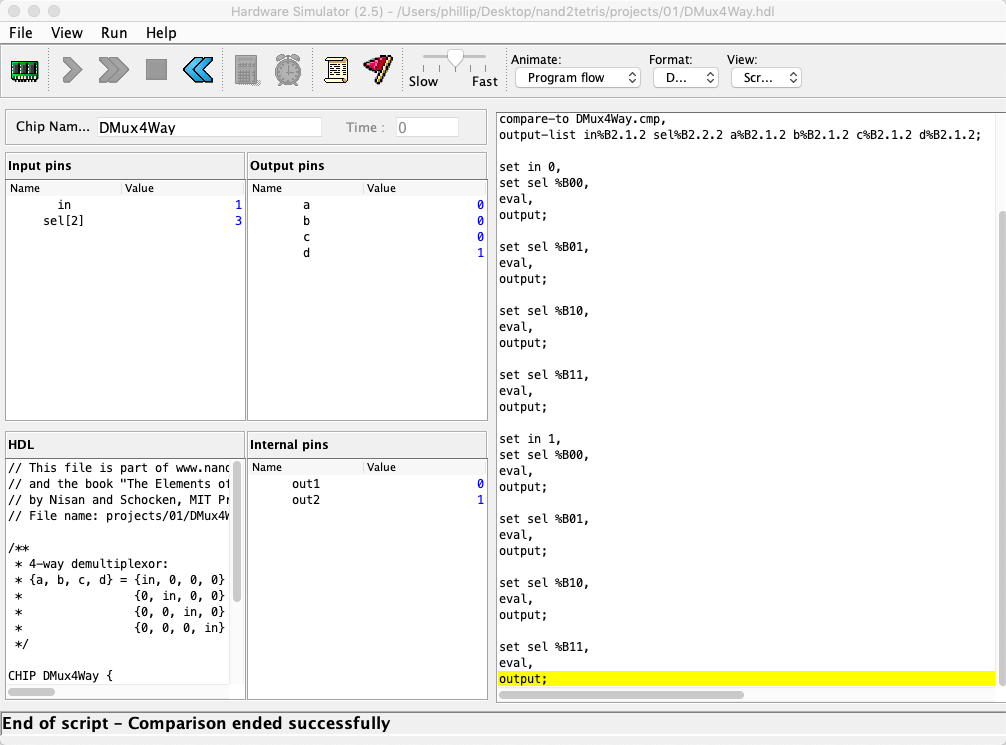 Hardware Simulator (2.5) - /Users/phillip/Desktop/nand2tetris/projects/01/DMux4Way.hdl
File View Run Help
Slow Fast
Animate:
Program flow
Format:
D...
View:
Scr...
Chip Nam... DMux4Way Time : 0
Input pins
Name Value
in 1
sel[2] 3
Output pins
Name Value
a 0
b 0
c 0
d 1
HDL
// This file is part of www.nand
// and the book "The Elements of
// by Nisan and Schocken, MIT Pr
// File name: projects/01/DMux4W
/**
* 4-way demultiplexor:
* {a, b, c, d} = {in, 0, 0, 0}
* {0, in, 0, 0}
* {0, 0, in, 0}
* {0, 0, 0, in}
*/
CHIP DMux4Way {
Internal pins
Name Value
out1 0
out2 1
compare-to DMux4Way.cmp,
output-list in%B2.1.2 sel%B2.2.2 a%B2.1.2 b%B2.1.2 c%B2.1.2 d%B2.1.2;
set in 0,
set sel %B00,
eval,
output;
set sel %B01,
eval,
output;
set sel %B10,
eval,
output;
set sel %B11,
eval,
output;
set in 1,
set sel %B00,
eval,
output;
set sel %B01,
eval,
output;
set sel %B10,
eval,
output;
set sel %B11,
eval,
output;
End of script - Comparison ended successfully